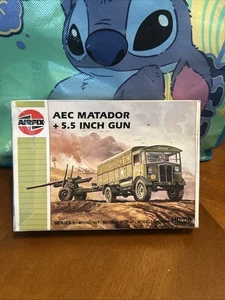 AIRFIX
AEC MATADOR
+ 5.5 INCH GUN